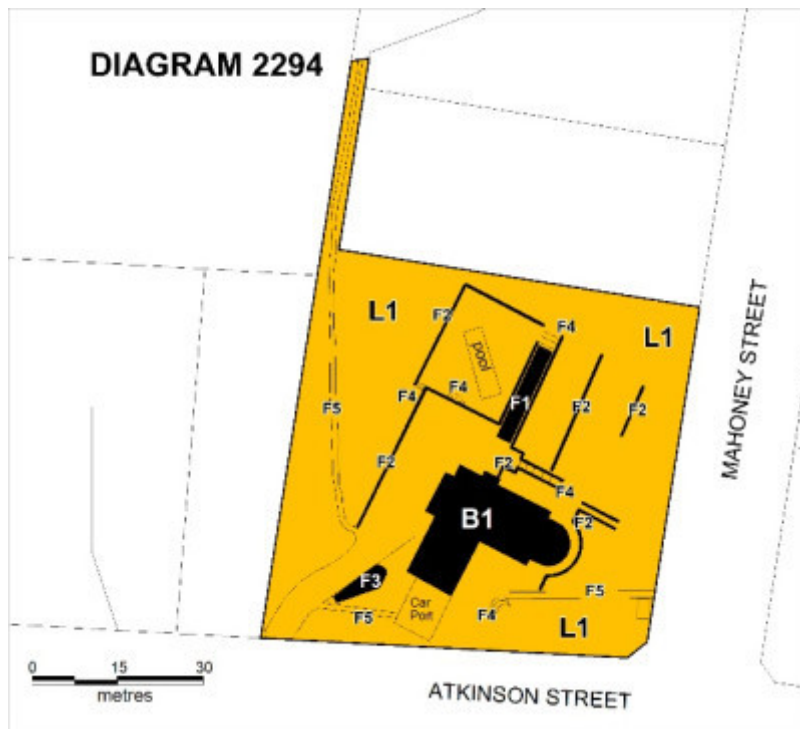 DIAGRAM 2294
L1
F2
F4
L1
pool
F4
F4
F1
F2
F2
F5
F2
F2
F4
B1
F2
F3
F5
Car
Port
F4
F5
L1
MAHONEY STREET
0 15 30
metres
ATKINSON STREET